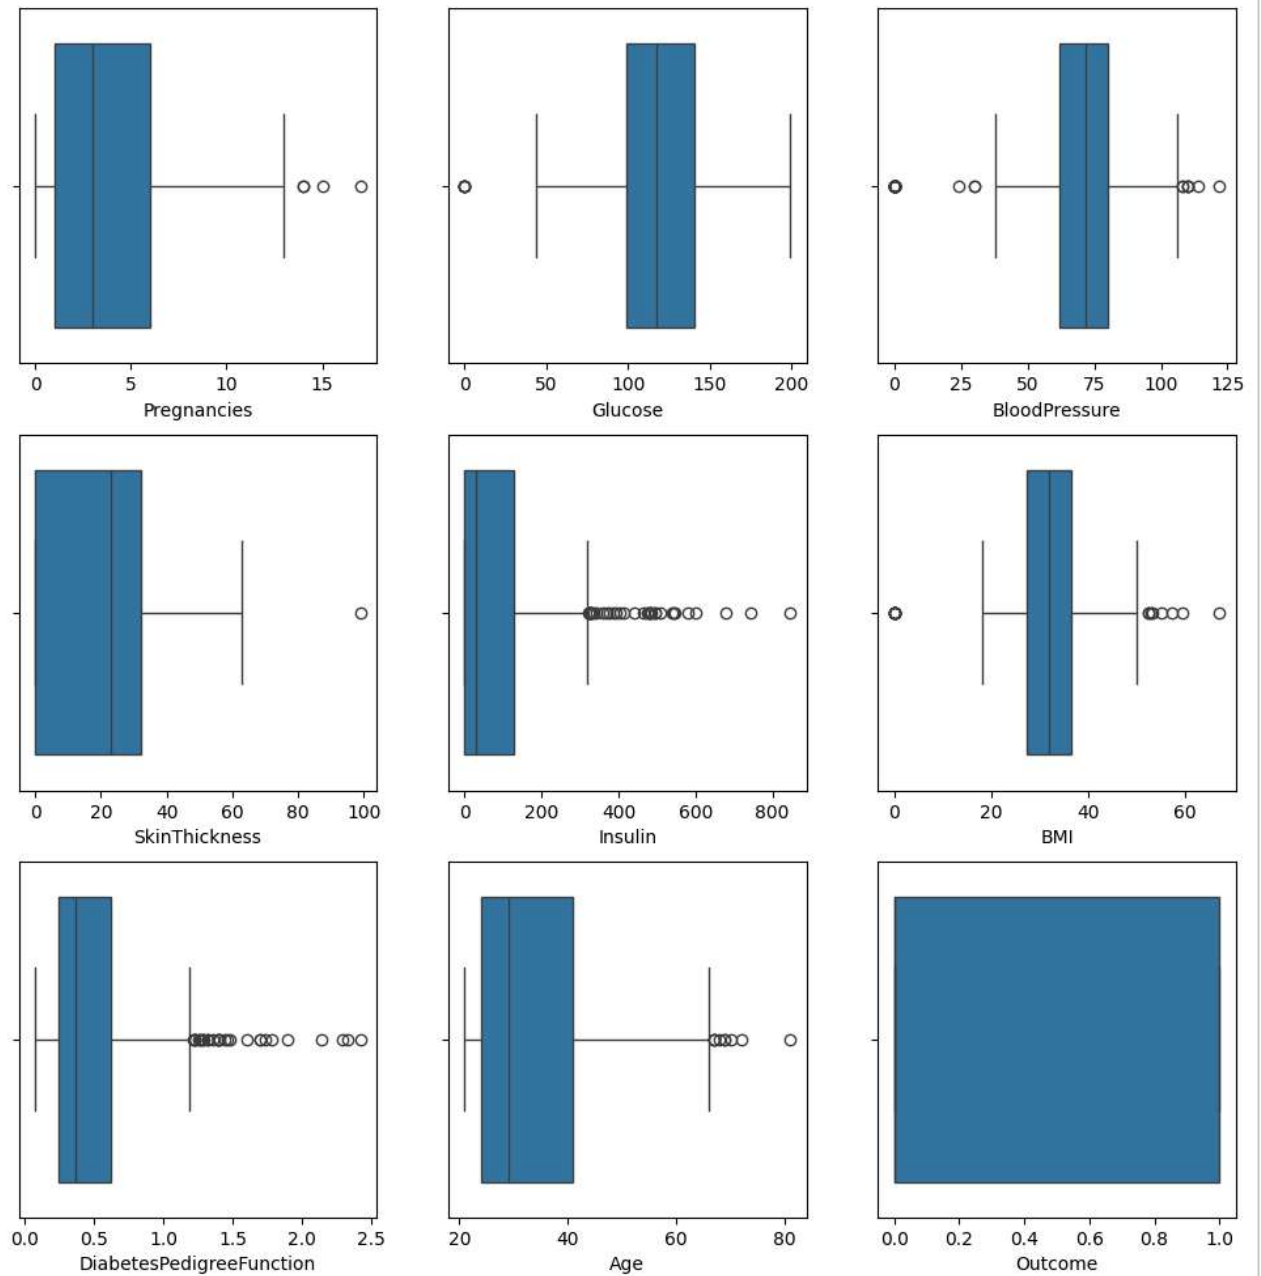 0 5 10 15
Pregnancies
0 50 100 150 200
Glucose
0 25 50 75 100 125
BloodPressure
0 20 40 60 80 100
SkinThickness
0 200 400 600 800
Insulin
0 20 40 60
BMI
0.0 0.5 1.0 1.5 2.0 2.5
DiabetesPedigreeFunction
20 40 60 80
Age
0.0 0.2 0.4 0.6 0.8 1.0
Outcome